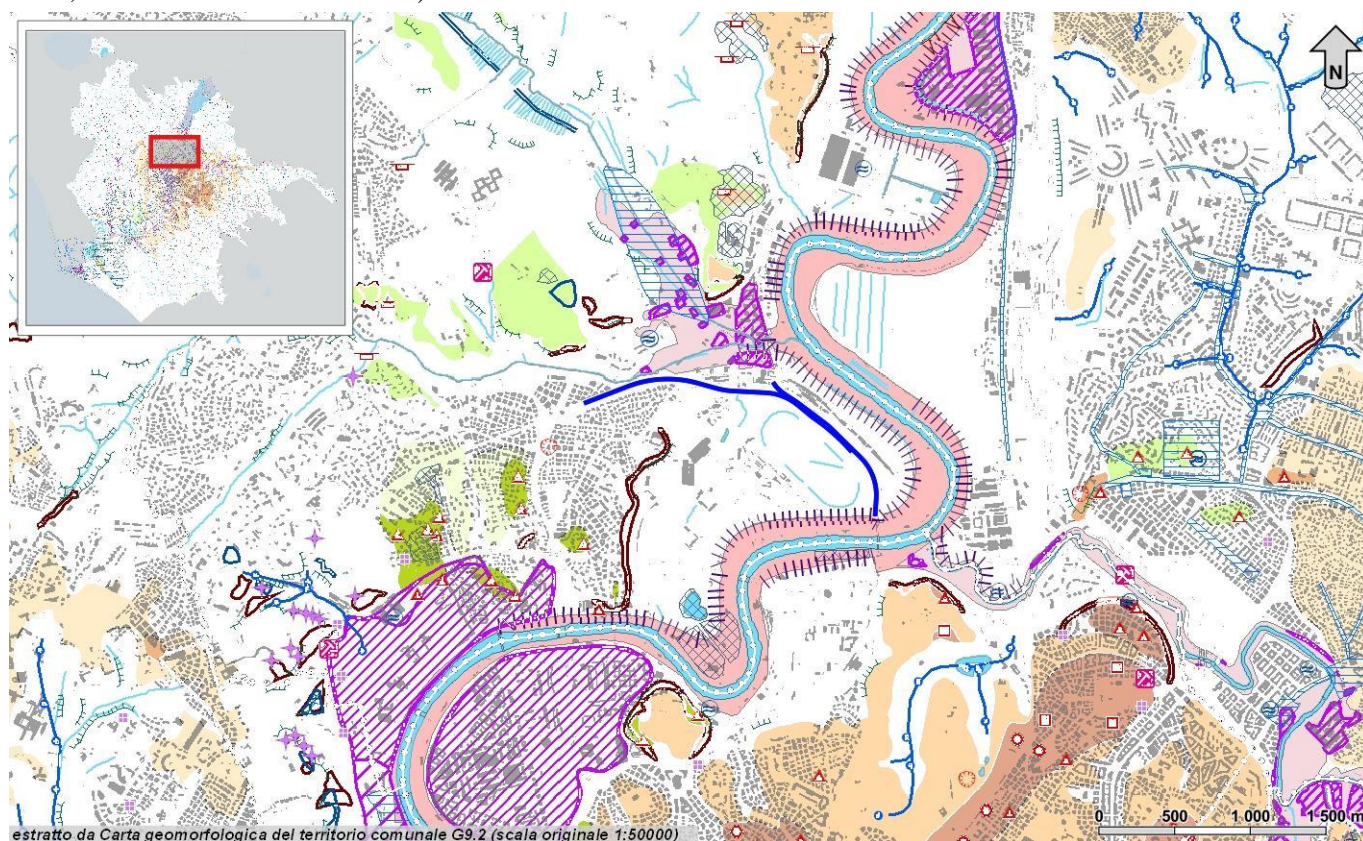 N
estratto da Carta geomorfologica del territorio comunale G9.2 (scala originale 1:50000)
0 500 1 000 1 500 m